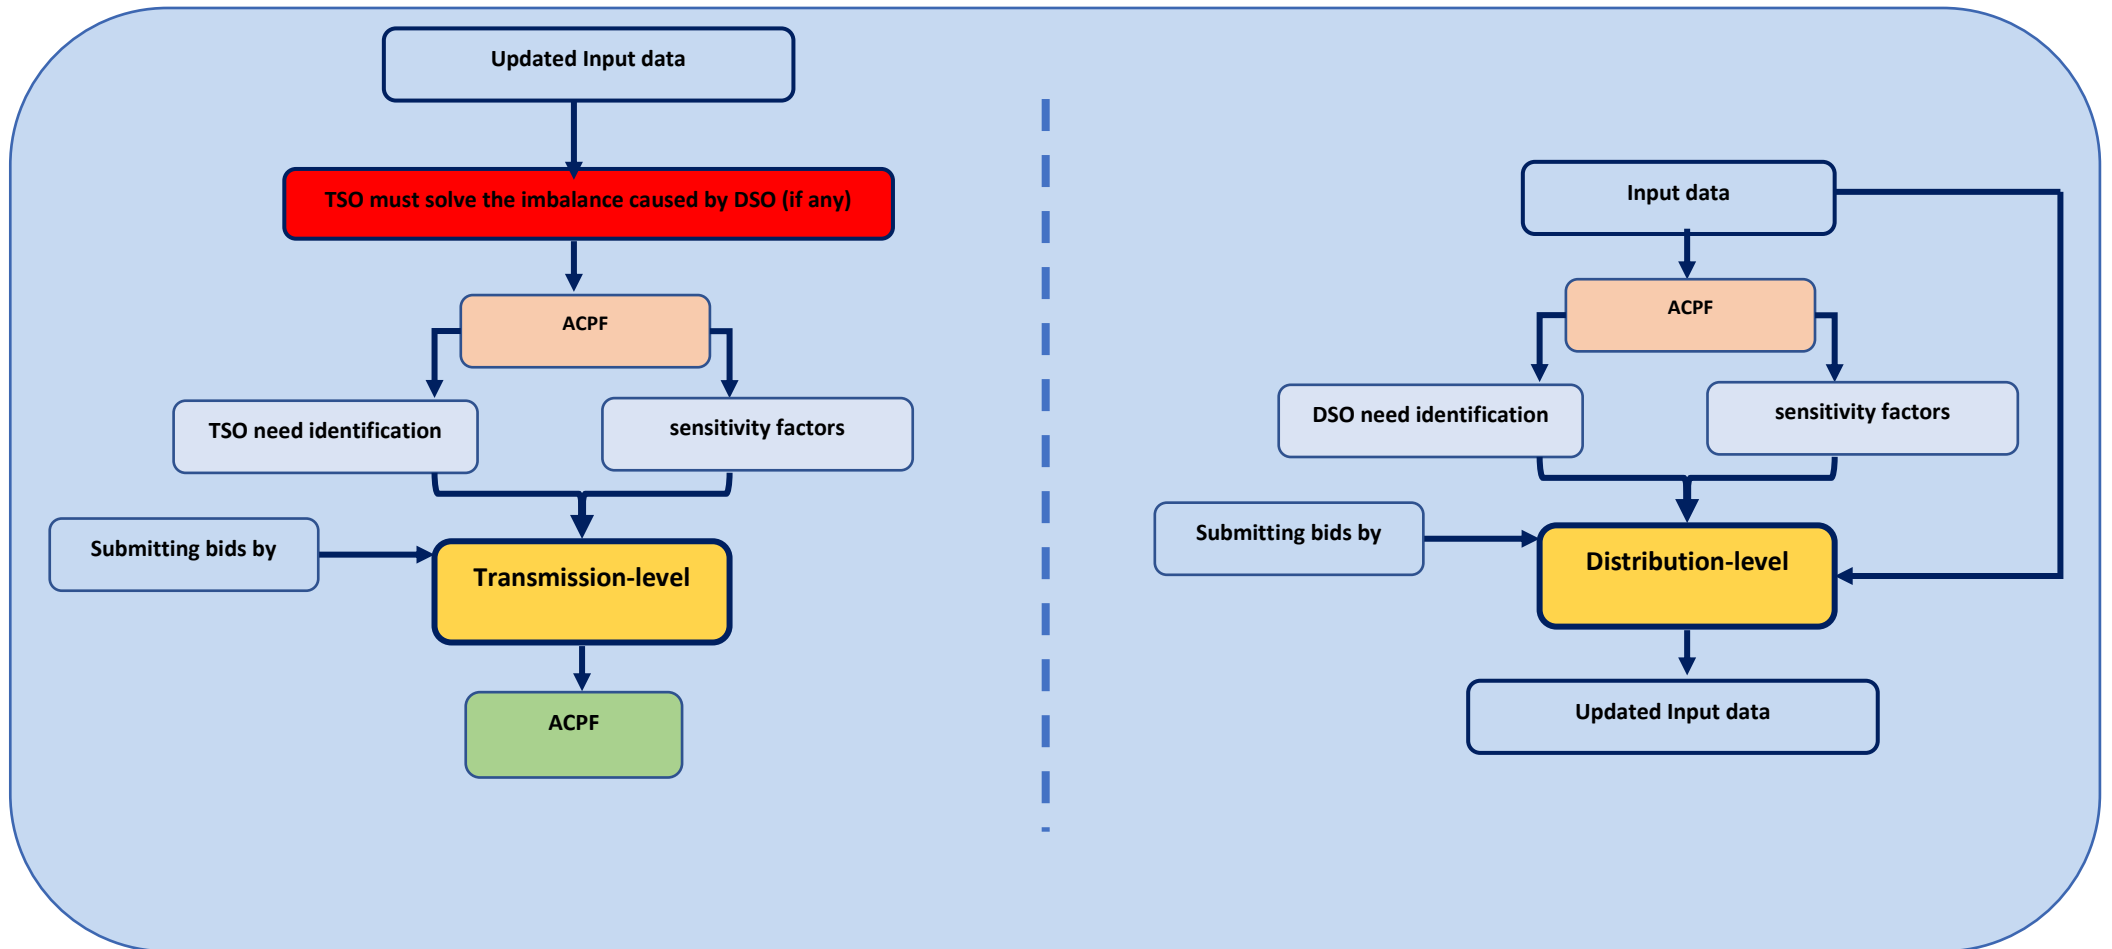 Updated Input data
TSO must solve the imbalance caused by DSO (if any)
ACPF
TSO need identification
sensitivity factors
Submitting bids by
Transmission-level
ACPF
Input data
ACPF
DSO need identification
sensitivity factors
Submitting bids by
Distribution-level
Updated Input data